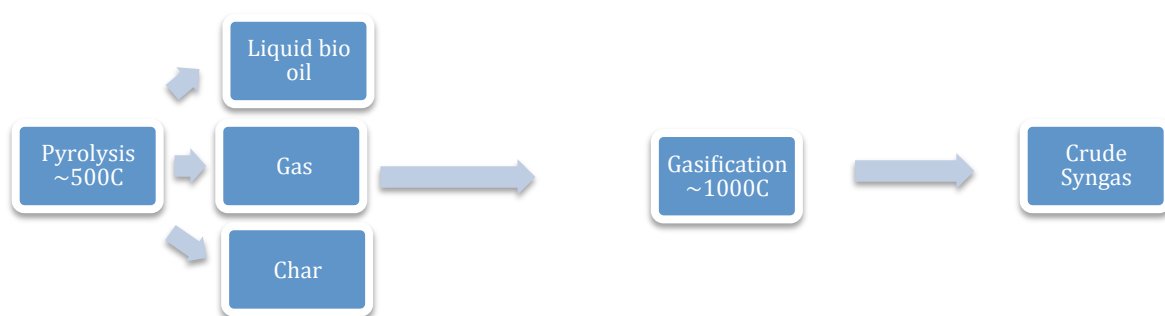 Liquid bio
oil
Pyrolysis
~500C
Gas
Char
Gasification
~1000C
Crude
Syngas